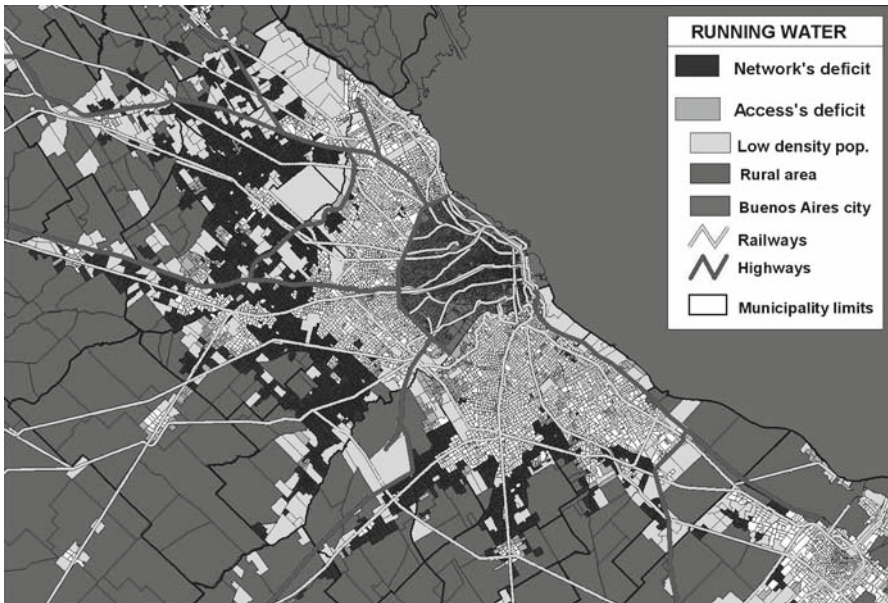 RUNNING WATER
Network's deficit
Access's deficit
Low density pop.
Rural area
Buenos Aires city
Railways
Highways
Municipality limits